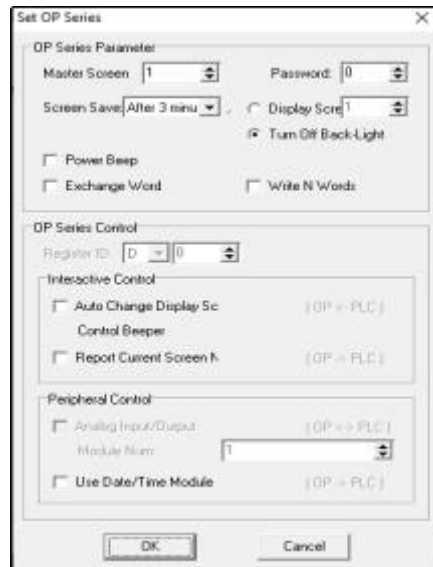 Set OP Series
OP Series Parameter
Master Screen 1 Password: 0
Screen Save: After 3 minu , Display Scre 1
Turn Off Back-Light
Power Beep
Exchange Word Write N Words
OP Series Control
Register ID: D 0
Interactive Control
Auto Change Display Sc ( OP <- PLC )
Control Beeper
Report Current Screen N ( OP -> PLC )
Peripheral Control
Analog Input/Output ( OP <-> PLC )
Module Num: 1
Use Date/Time Module ( OP -> PLC )
OK Cancel